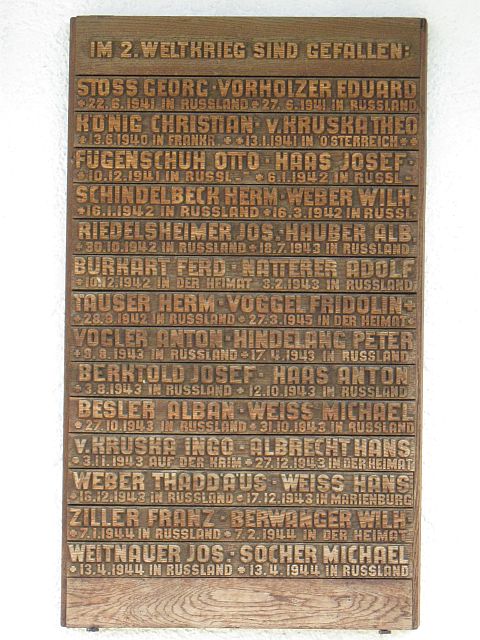 IM 2. WELTKRIEG SIND GEFALLEN:
STOSS GEORG · VORHOLZER EDUARD
*22.6.1941 IN RUSSLAND *27.6.1941 IN RUSSLAND
KÖNIG CHRISTIAN · V. KRUSKA THEO
*13.6.1940 IN FRANKR. * *13.1.1941 IN ÖSTERREICH *
FÜGENSCHUH OTTO · HAAS JOSEF ·
*10.12.1941 IN RUSSL. * 6.1.1942 IN RUSSL.
SCHINDELBECK HERM · WEBER WILH ·
*16.1.1942 IN RUSSLAND *16.3.1942 IN RUSSL.
RIEDELSHEIMER JOS. · HAUBER ALB.
*30.10.1942 IN RUSSLAND *18.7.1943 IN RUSSLAND
BURKART FERD · NATTERER ADOLF
*10.12.1942 IN DER HEIMAT 8.2.1943 IN RUSSLAND
TAUSER HERM · VOGGEL FRIDOLIN ·
*28.9.1942 IN RUSSLAND *27.3.1945 IN DER HEIMAT
VOGLER ANTON · HINDELANG PETER
*9.8.1943 IN RUSSLAND *17.4.1943 IN RUSSLAND
BERKTOLD JOSEF · HAAS ANTON
*3.8.1943 IN RUSSLAND *12.10.1943 IN RUSSLAND
BESLER ALBAN · WEISS MICHAEL
*27.10.1943 IN RUSSLAND *31.10.1943 IN RUSSLAND
V. KRUSKA INGO · ALBRECHT HANS
*3.11.1943 AUF DER KRIM *27.12.1943 IN DER HEIMAT
WEBER THADDÄUS · WEISS HANS
*16.12.1943 IN RUSSLAND *17.12.1943 IN MARIENBURG
ZILLER FRANZ · BERWANGER WILH ·
*7.1.1944 IN RUSSLAND *7.2.1944 IN DER HEIMAT
WEITNAUER JOS. · SOCHER MICHAEL
*13.4.1944 IN RUSSLAND *13.4.1944 IN RUSSLAND